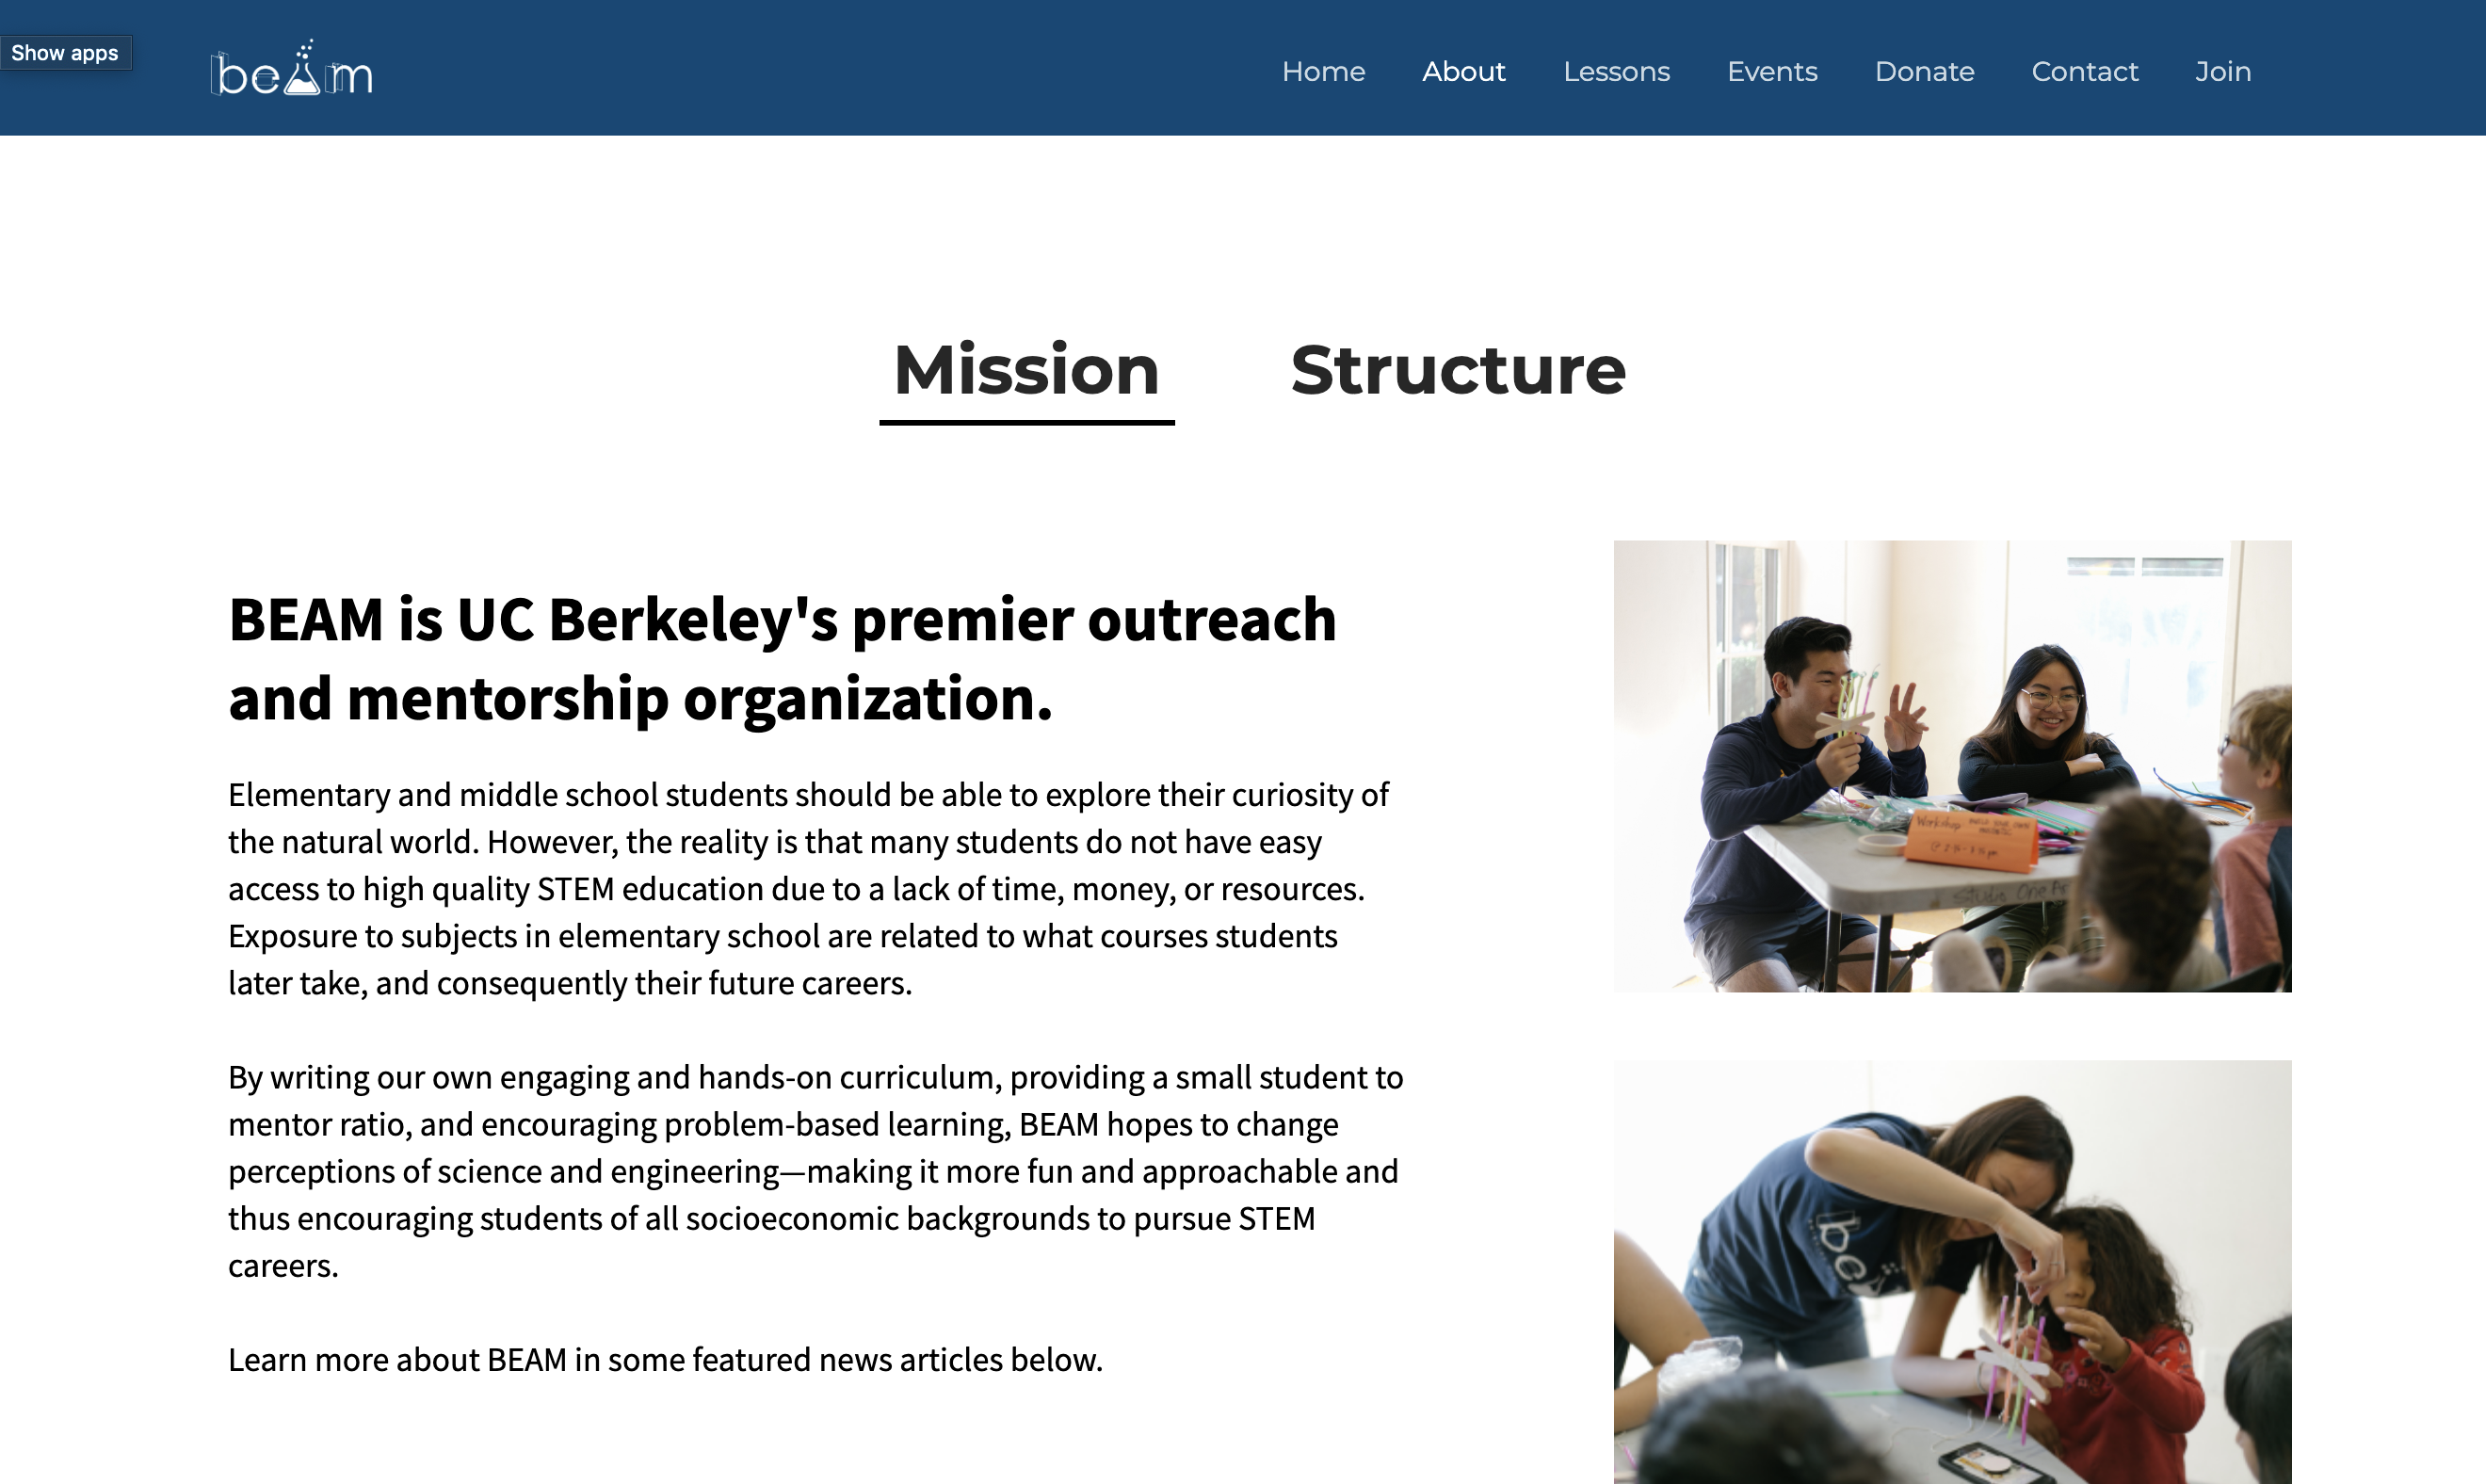 Show apps
beam
Home About Lessons Events Donate Contact Join
Mission Structure
BEAM is UC Berkeley's premier outreach
and mentorship organization.
Elementary and middle school students should be able to explore their curiosity of
the natural world. However, the reality is that many students do not have easy
access to high quality STEM education due to a lack of time, money, or resources.
Exposure to subjects in elementary school are related to what courses students
later take, and consequently their future careers.
By writing our own engaging and hands-on curriculum, providing a small student to
mentor ratio, and encouraging problem-based learning, BEAM hopes to change
perceptions of science and engineering—making it more fun and approachable and
thus encouraging students of all socioeconomic backgrounds to pursue STEM
careers.
Learn more about BEAM in some featured news articles below.
Workshop